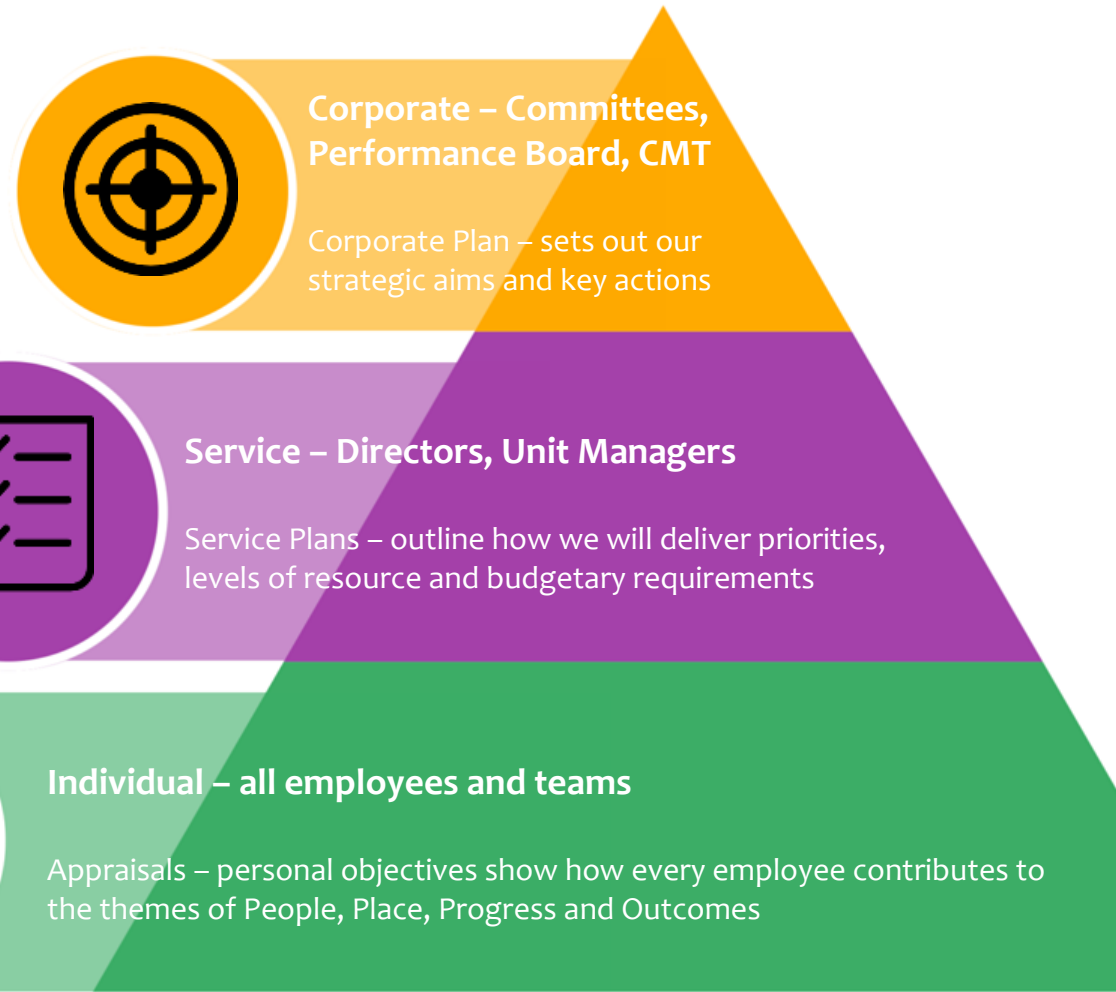 Corporate – Committees,
Performance Board, CMT
Corporate Plan – sets out our
strategic aims and key actions
Service – Directors, Unit Managers
Service Plans – outline how we will deliver priorities,
levels of resource and budgetary requirements
Individual – all employees and teams
Appraisals – personal objectives show how every employee contributes to
the themes of People, Place, Progress and Outcomes